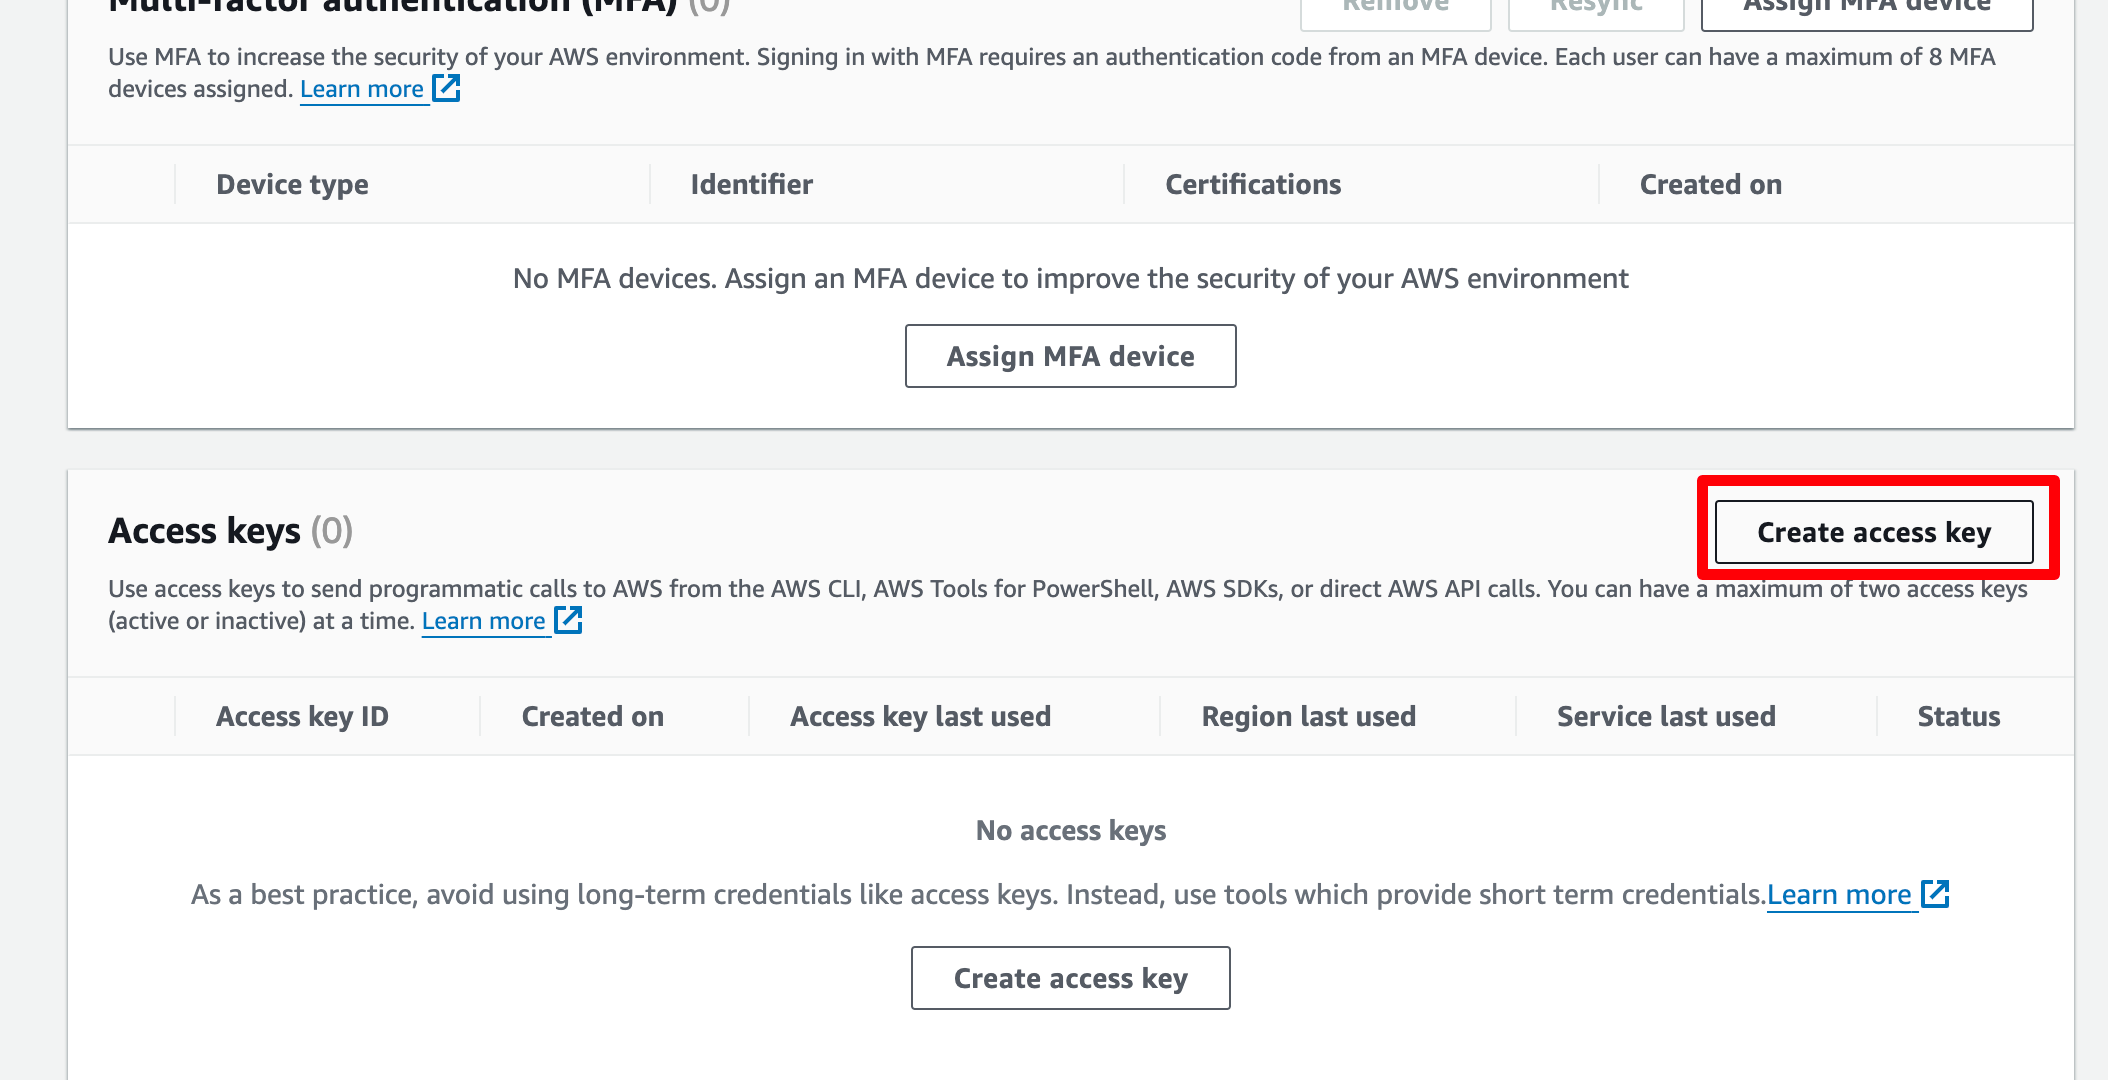 Multi-factor authentication (MFA) (0)
Remove
Resync
Assign MFA device
Use MFA to increase the security of your AWS environment. Signing in with MFA requires an authentication code from an MFA device. Each user can have a maximum of 8 MFA
devices assigned. Learn more
Device type
Identifier
Certifications
Created on
No MFA devices. Assign an MFA device to improve the security of your AWS environment
Assign MFA device
Access keys (0)
Create access key
Use access keys to send programmatic calls to AWS from the AWS CLI, AWS Tools for PowerShell, AWS SDKs, or direct AWS API calls. You can have a maximum of two access keys
(active or inactive) at a time. Learn more
Access key ID
Created on
Access key last used
Region last used
Service last used
Status
No access keys
As a best practice, avoid using long-term credentials like access keys. Instead, use tools which provide short term credentials.Learn more
Create access key